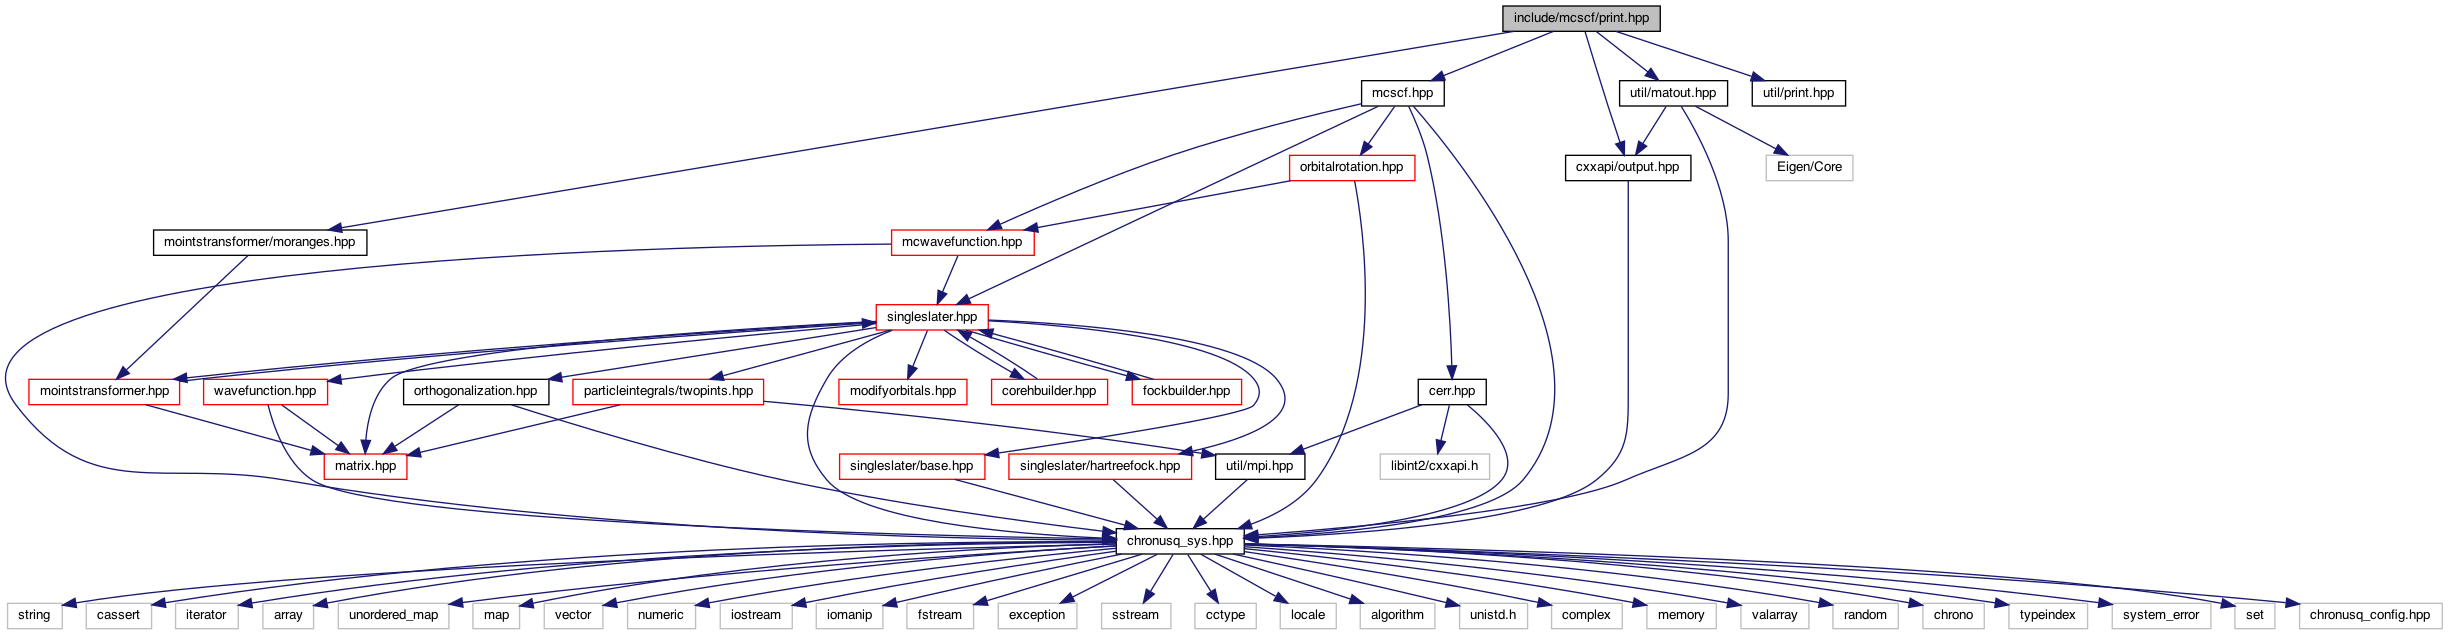 include/mcscf/print.hpp
mcscf.hpp
util/matout.hpp
util/print.hpp
orbitalrotation.hpp
cxxapi/output.hpp
Eigen/Core
mointstransformer/moranges.hpp
mcwavefunction.hpp
singleslater.hpp
mointstransformer.hpp
wavefunction.hpp
orthogonalization.hpp
particleintegrals/twopints.hpp
modifyorbitals.hpp
corehbuilder.hpp
fockbuilder.hpp
cerr.hpp
matrix.hpp
singleslater/base.hpp
singleslater/hartreefock.hpp
util/mpi.hpp
libint2/cxxapi.h
chronusq_sys.hpp
string
cassert
iterator
array
unordered_map
map
vector
numeric
iostream
iomanip
fstream
exception
sstream
cctype
locale
algorithm
unistd.h
complex
memory
valarray
random
chrono
typeindex
system_error
set
chronusq_config.hpp